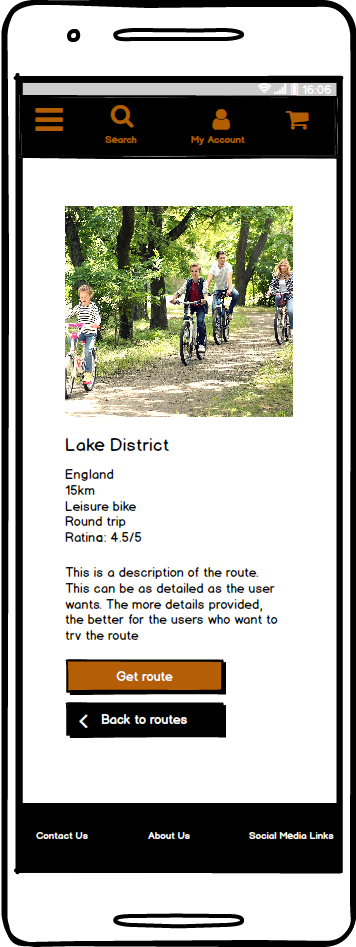 16:06
Search
My Account
Lake District
England
15km
Leisure bike
Round trip
Rating: 4.5/5
This is a description of the route.
This can be as detailed as the user
wants. The more details provided,
the better for the users who want to
try the route
Get route
Back to routes
Contact Us
About Us
Social Media Links